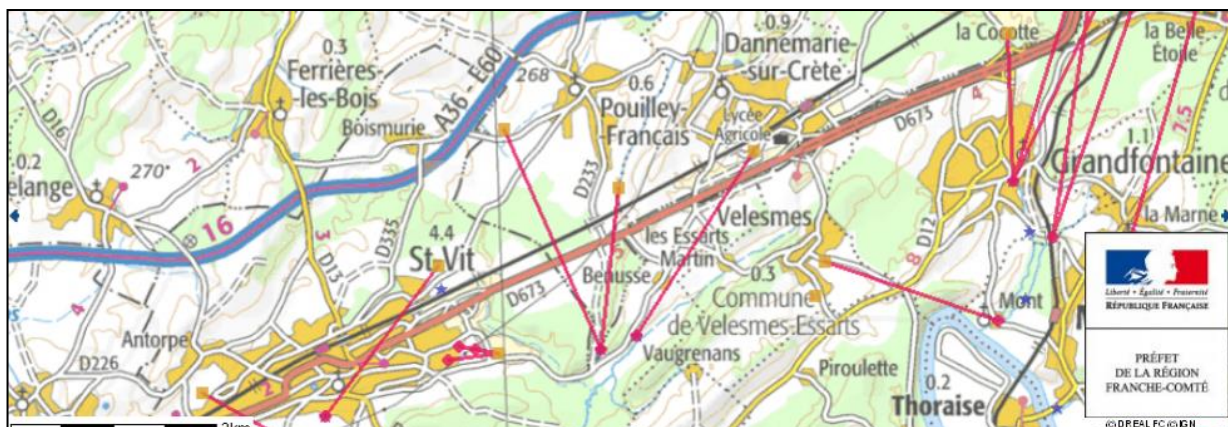 0.3
Ferrières-
les-Bois
D16
0.2
elange
270
2
16
3
D13
4
D226
Antorpe
Boismurie
A36 - E60
268
D335
4.4
St-Vit
2
D673
0.6
Pouilley-
Français
D233
0.9
Dannemarie-
-sur-Crète
Lycée
Agricole
D673
4
la Cocotte
la Belle
Étoile
7.5
1.1
Grandfontaine
la Marne
Velesmes
les Essarts
Martin
Benusse
0.3
Commune
de Velesmes-Essarts
Vaugrenans
D12
8
Mont
Piroulette
0.2
Thoraise
2km
Liberté • Égalité • Fraternité
RÉPUBLIQUE FRANÇAISE
PRÉFET
DE LA RÉGION
FRANCHE-COMTÉ
© DREAL FC © IGN